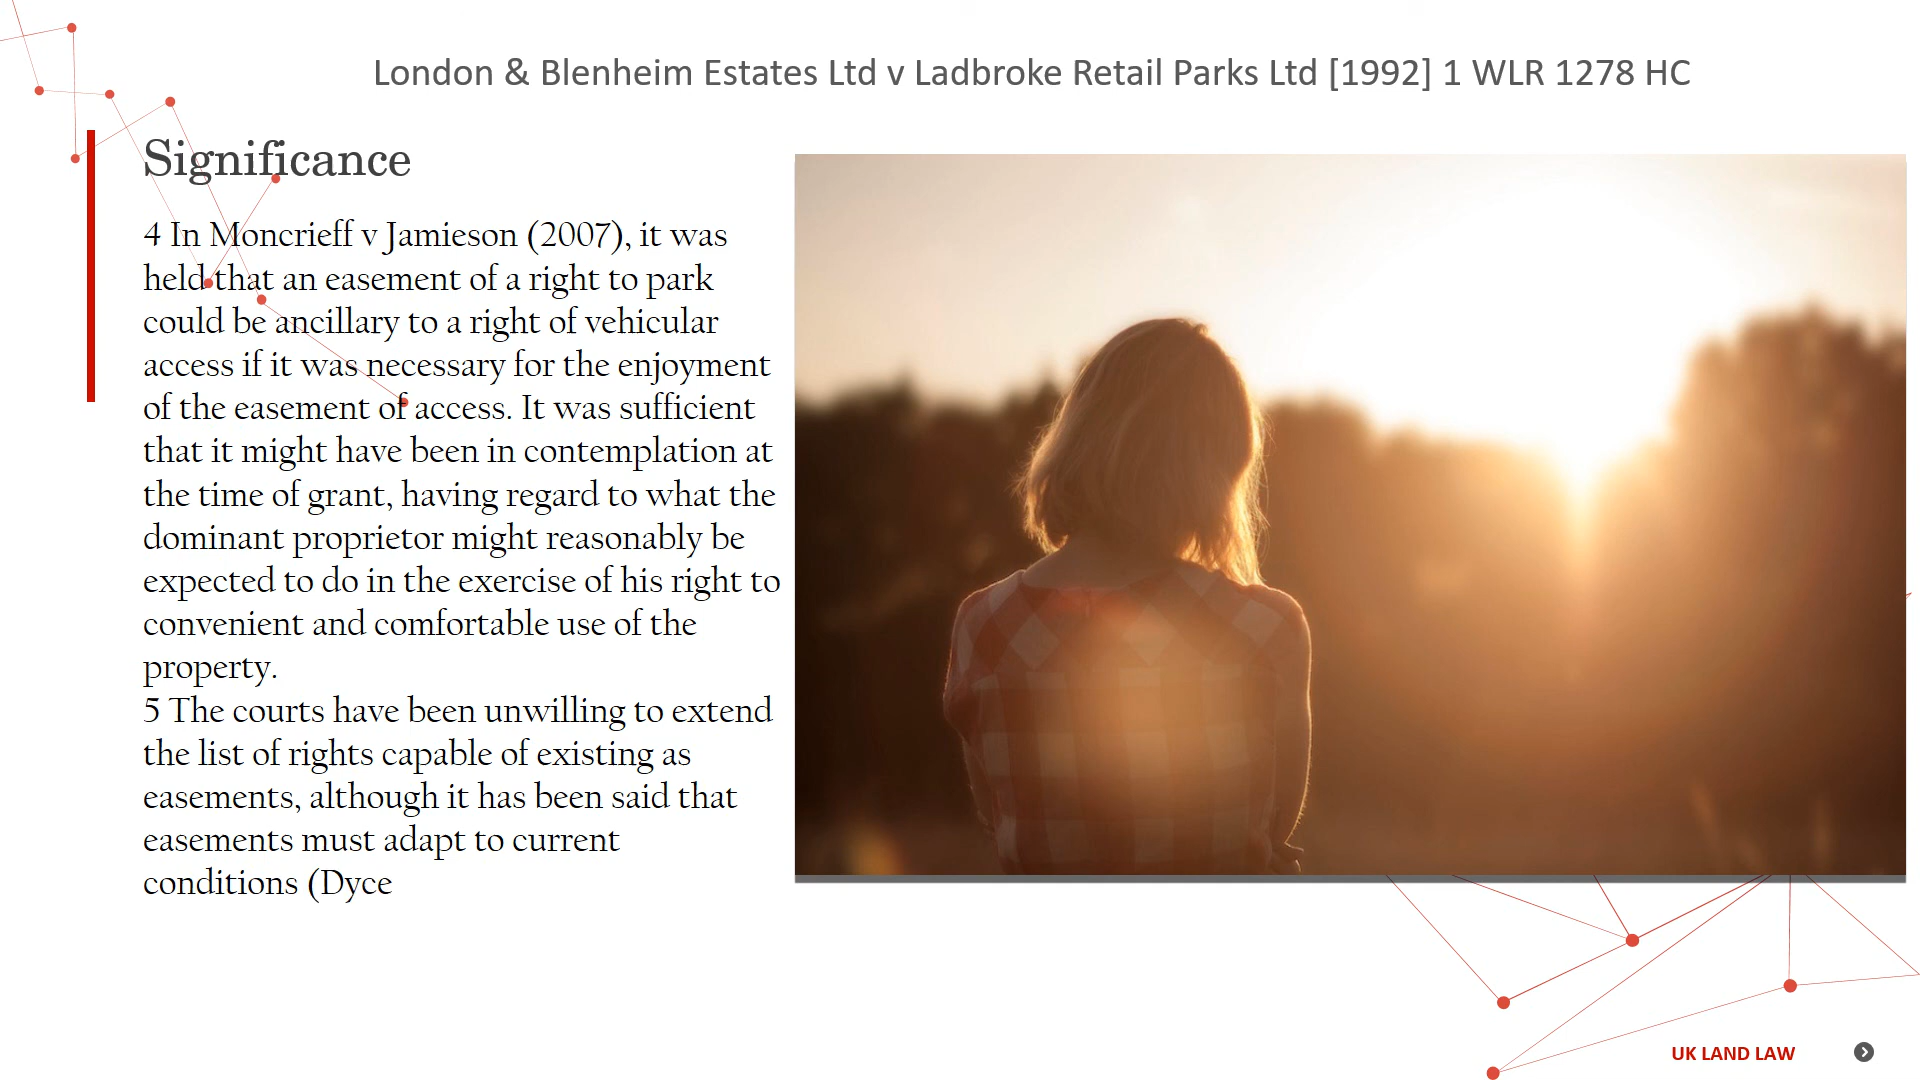 London & Blenheim Estates Ltd v Ladbroke Retail Parks Ltd [1992] 1 WLR 1278 HC
Significance
4 In Moncrieff v Jamieson (2007), it was
held that an easement of a right to park
could be ancillary to a right of vehicular
access if it was necessary for the enjoyment
of the easement of access. It was sufficient
that it might have been in contemplation at
the time of grant, having regard to what the
dominant proprietor might reasonably be
expected to do in the exercise of his right to
convenient and comfortable use of the
property.
5 The courts have been unwilling to extend
the list of rights capable of existing as
easements, although it has been said that
easements must adapt to current
conditions (Dyce
UK LAND LAW